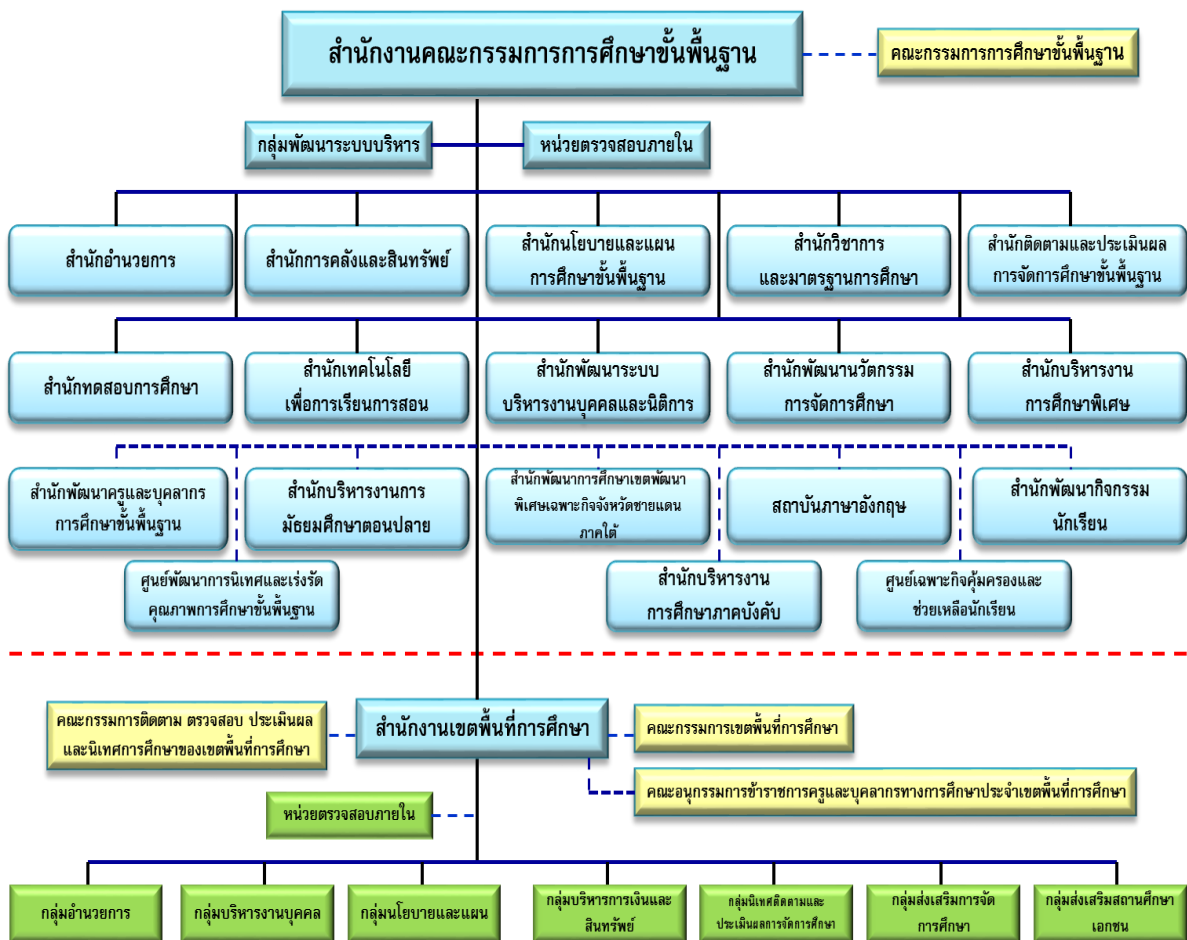 สำนักงานคณะกรรมการการศึกษาขั้นพื้นฐาน
คณะกรรมการการศึกษาขั้นพื้นฐาน
กลุ่มพัฒนาระบบบริหาร
หน่วยตรวจสอบภายใน
สำนักอำนวยการ
สำนักการคลังและสินทรัพย์
สำนักนโยบายและแผน
การศึกษาขั้นพื้นฐาน
สำนักวิชาการ
และมาตรฐานการศึกษา
สำนักติดตามและประเมินผล
การจัดการศึกษาขั้นพื้นฐาน
สำนักทดสอบการศึกษา
สำนักเทคโนโลยี
เพื่อการเรียนการสอน
สำนักพัฒนาระบบ
บริหารงานบุคคลและนิติการ
สำนักพัฒนานวัตกรรม
การจัดการศึกษา
สำนักบริหารงาน
การศึกษาพิเศษ
สำนักพัฒนาครูและบุคลากร
การศึกษาขั้นพื้นฐาน
สำนักบริหารงานการ
มัธยมศึกษาตอนปลาย
สำนักพัฒนาการศึกษาเขตพัฒนา
พิเศษเฉพาะกิจจังหวัดชายแดน
ภาคใต้
สถาบันภาษาอังกฤษ
สำนักพัฒนากิจกรรม
นักเรียน
ศูนย์พัฒนาการนิเทศและเร่งรัด
คุณภาพการศึกษาขั้นพื้นฐาน
สำนักบริหารงาน
การศึกษาภาคบังคับ
ศูนย์เฉพาะกิจคุ้มครองและ
ช่วยเหลือนักเรียน
คณะกรรมการติดตาม ตรวจสอบ ประเมินผล
และนิเทศการศึกษาของเขตพื้นที่การศึกษา
สำนักงานเขตพื้นที่การศึกษา
คณะกรรมการเขตพื้นที่การศึกษา
คณะอนุกรรมการข้าราชการครูและบุคลากรทางการศึกษาประจำเขตพื้นที่การศึกษา
หน่วยตรวจสอบภายใน
กลุ่มอำนวยการ
กลุ่มบริหารงานบุคคล
กลุ่มนโยบายและแผน
กลุ่มบริหารการเงินและ
สินทรัพย์
กลุ่มนิเทศติดตามและ
ประเมินผลการจัดการศึกษา
กลุ่มส่งเสริมการจัด
การศึกษา
กลุ่มส่งเสริมสถานศึกษา
เอกชน